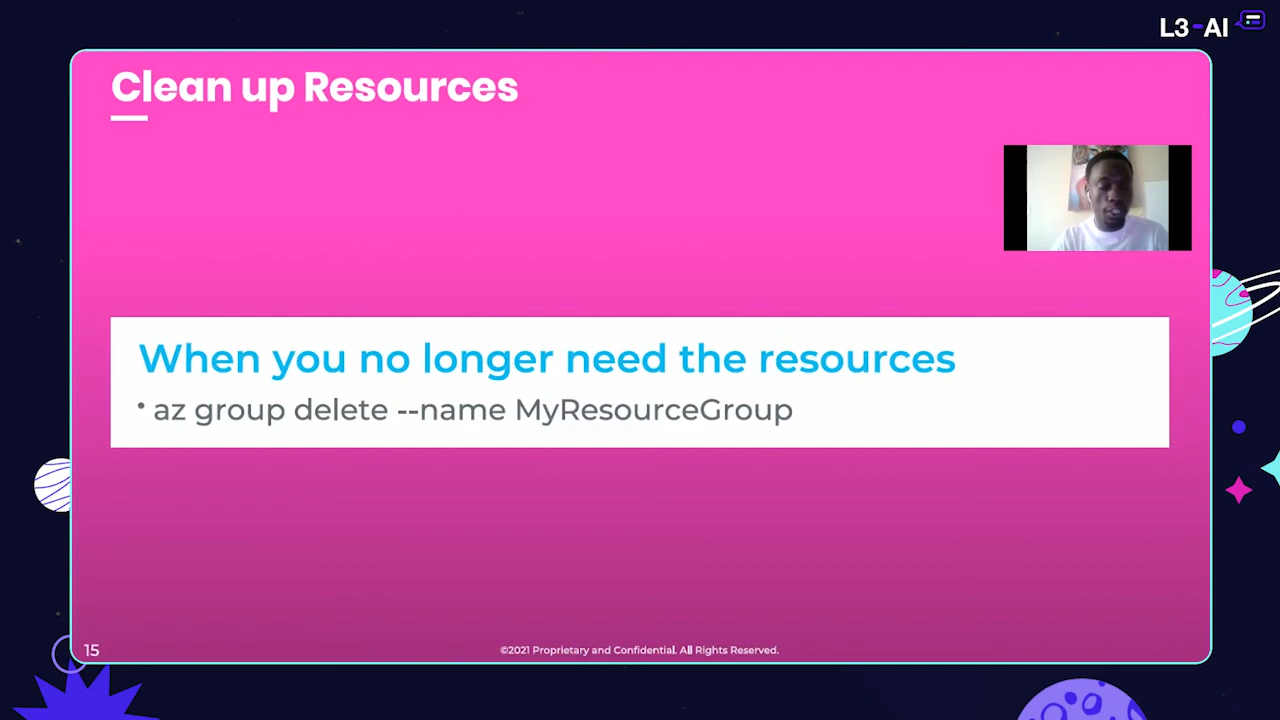 L3-AI
Clean up Resources
When you no longer need the resources
• az group delete --name MyResourceGroup
15
©2021 Proprietary and Confidential. All Rights Reserved.